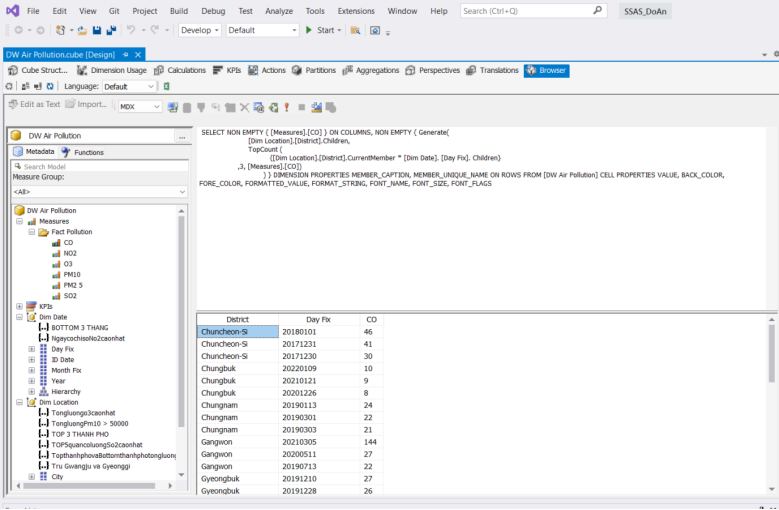 File Edit View Git Project Build Debug Test Analyze Tools Extensions Window Help Search (Ctrl+Q) SSAS_DoAn
Develop Default Start
DW Air Pollution.cube [Design]
Cube Struct... Dimension Usage Calculations KPIs Actions Partitions Aggregations Perspectives Translations Browser
Language: Default
Edit as Text Import... MDX
DW Air Pollution ...
Metadata Functions
Search Model
Measure Group:
<All>
DW Air Pollution
Measures
Fact Pollution
CO
NO2
O3
PM10
PM2 5
SO2
KPIs
Dim Date
BOTTOM 3 THANG
NgaycochisoNo2caonhat
Day Fix
ID Date
Month Fix
Year
Hierarchy
Dim Location
Tongluongo3caonhat
TongluongPm10 > 50000
TOP 3 THANH PHO
TOP5quancoluongSo2caonhat
TopthanhphovaBottomthanhphotongluong
Tru Gwangju va Gyeonggi
City
SELECT NON EMPTY { [Measures].[CO] } ON COLUMNS, NON EMPTY { Generate(
[Dim Location].[District].Children,
TopCount (
{[Dim Location].[District].CurrentMember * [Dim Date]. [Day Fix]. Children}
,3, [Measures].[CO])
) } DIMENSION PROPERTIES MEMBER_CAPTION, MEMBER_UNIQUE_NAME ON ROWS FROM [DW Air Pollution] CELL PROPERTIES VALUE, BACK_COLOR,
FORE_COLOR, FORMATTED_VALUE, FORMAT_STRING, FONT_NAME, FONT_SIZE, FONT_FLAGS
District Day Fix CO
Chuncheon-Si 20180101 46
Chuncheon-Si 20171231 41
Chuncheon-Si 20171230 30
Chungbuk 20220109 10
Chungbuk 20210121 9
Chungbuk 20201226 8
Chungnam 20190113 24
Chungnam 20190301 22
Chungnam 20190303 21
Gangwon 20210305 144
Gangwon 20200511 27
Gangwon 20190713 22
Gyeongbuk 20191210 27
Gyeongbuk 20191228 26